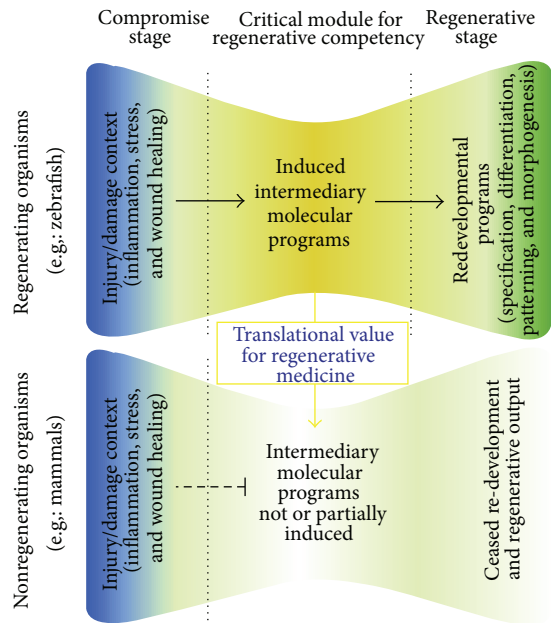 Compromise
stage
Critical module for
regenerative competency
Regenerative
stage
Regenerating organisms
(e.g,: zebrafish)
Injury/damage context
(inflammation, stress,
and wound healing)
Induced
intermediary
molecular
programs
Redevelopmental
programs
(specification, differentiation,
patterning, and morphogenesis)
Translational value
for regenerative
medicine
Nonregenerating organisms
(e.g,: mammals)
Injury/damage context
(inflammation, stress,
and wound healing)
Intermediary
molecular
programs
not or partially
induced
Ceased re-development
and regenerative output